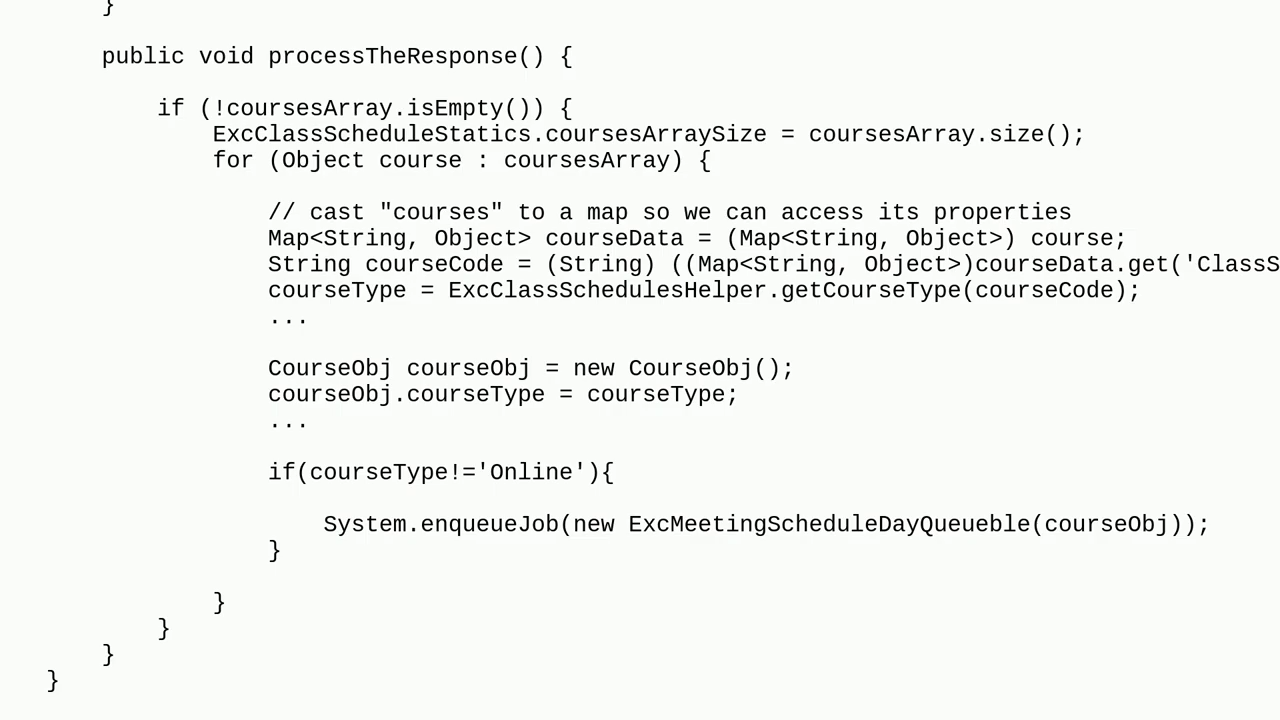 }
public void processTheResponse() {
if (!coursesArray.isEmpty()) {
ExcClassScheduleStatics.coursesArraySize = coursesArray.size();
for (Object course : coursesArray) {
// cast "courses" to a map so we can access its properties
Map<String, Object> courseData = (Map<String, Object>) course;
String courseCode = (String) ((Map<String, Object>)courseData.get('ClassS
courseType = ExcClassSchedulesHelper.getCourseType(courseCode);
...
CourseObj courseObj = new CourseObj();
courseObj.courseType = courseType;
...
if(courseType!='Online'){
System.enqueueJob(new ExcMeetingScheduleDayQueueble(courseObj));
}
}
}
}
}